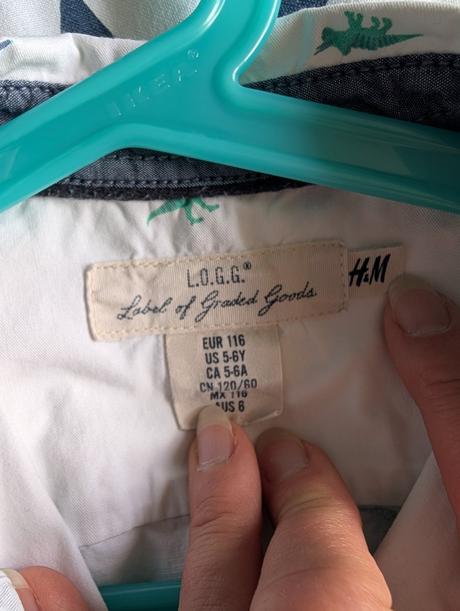 IKEA
L.O.G.G.®
Label of Graded Goods
H&M
EUR 116
US 5-6Y
CA 5-6A
CN 120/60
MX 116
AUS 6